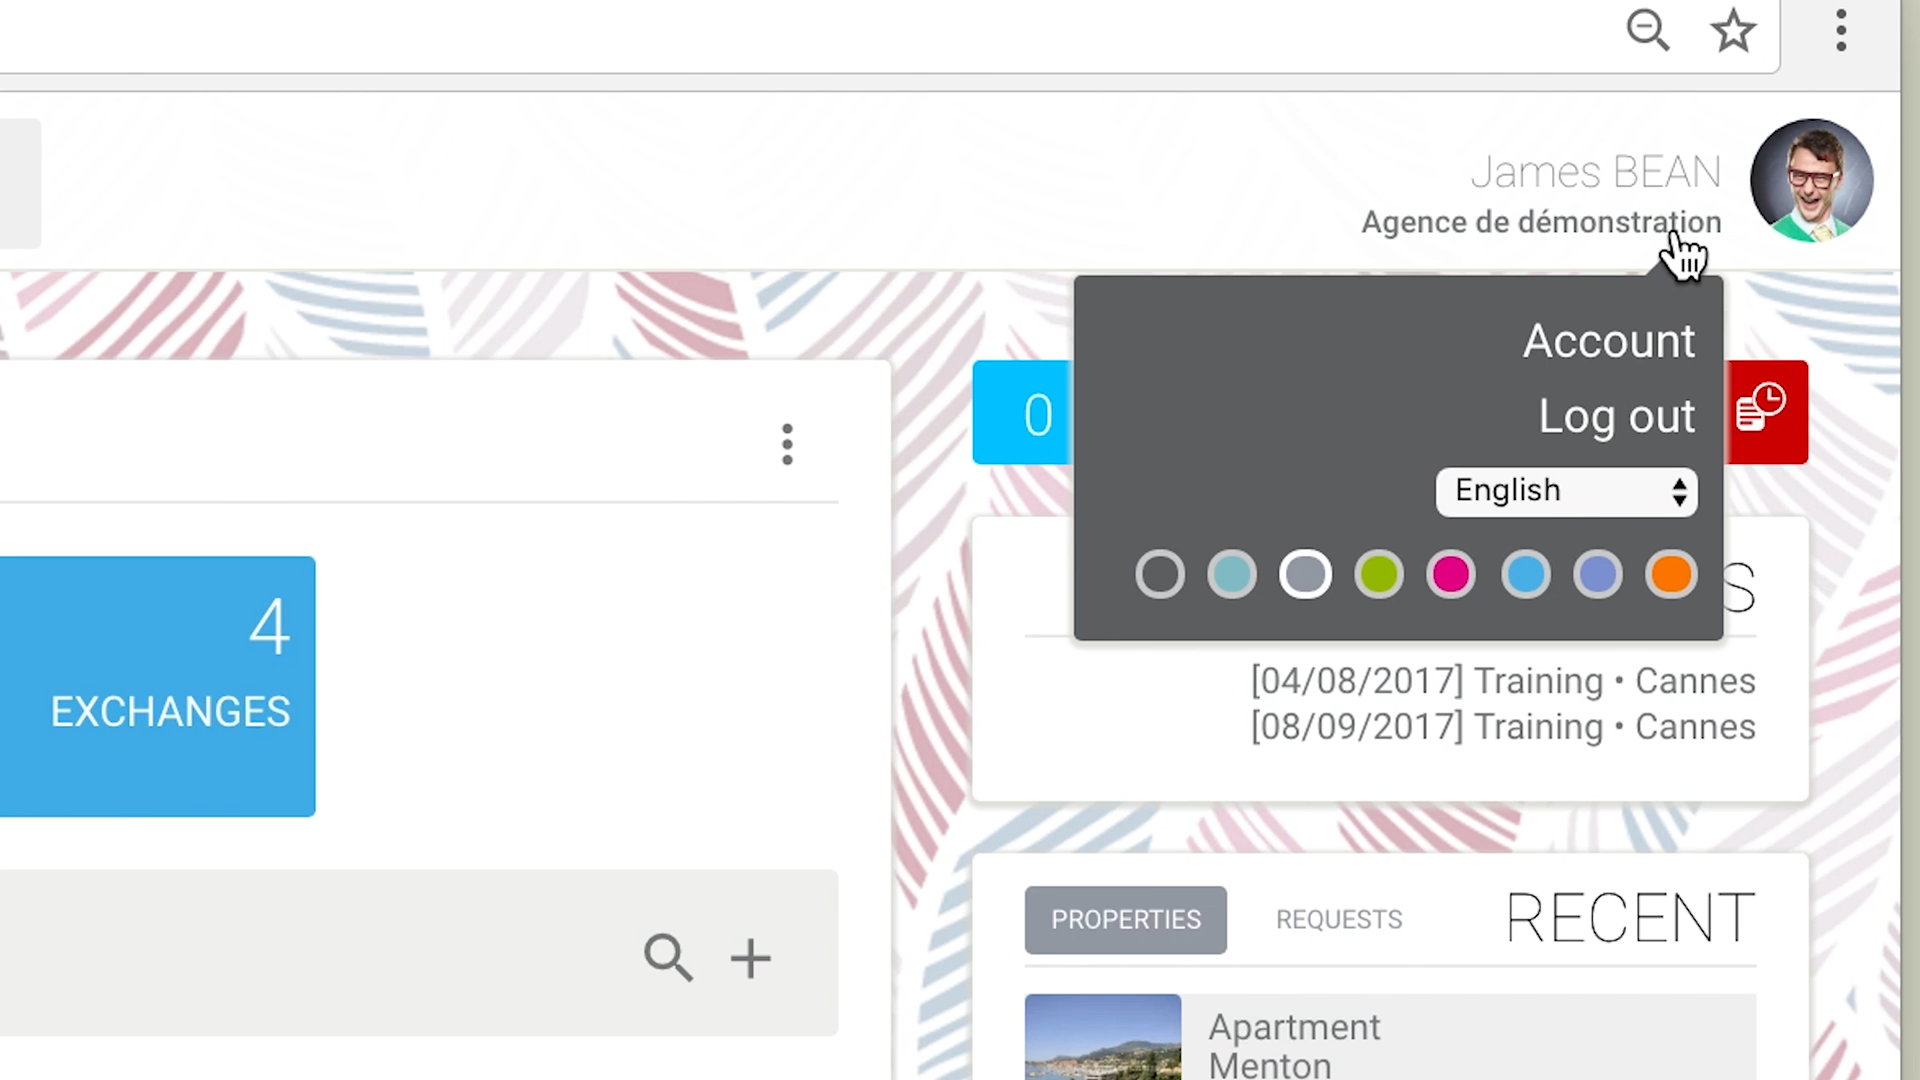 James BEAN
Agence de démonstration
Account
Log out
English
0
4
EXCHANGES
S
[04/08/2017] Training • Cannes
[08/09/2017] Training • Cannes
PROPERTIES
REQUESTS
RECENT
Apartment
Menton